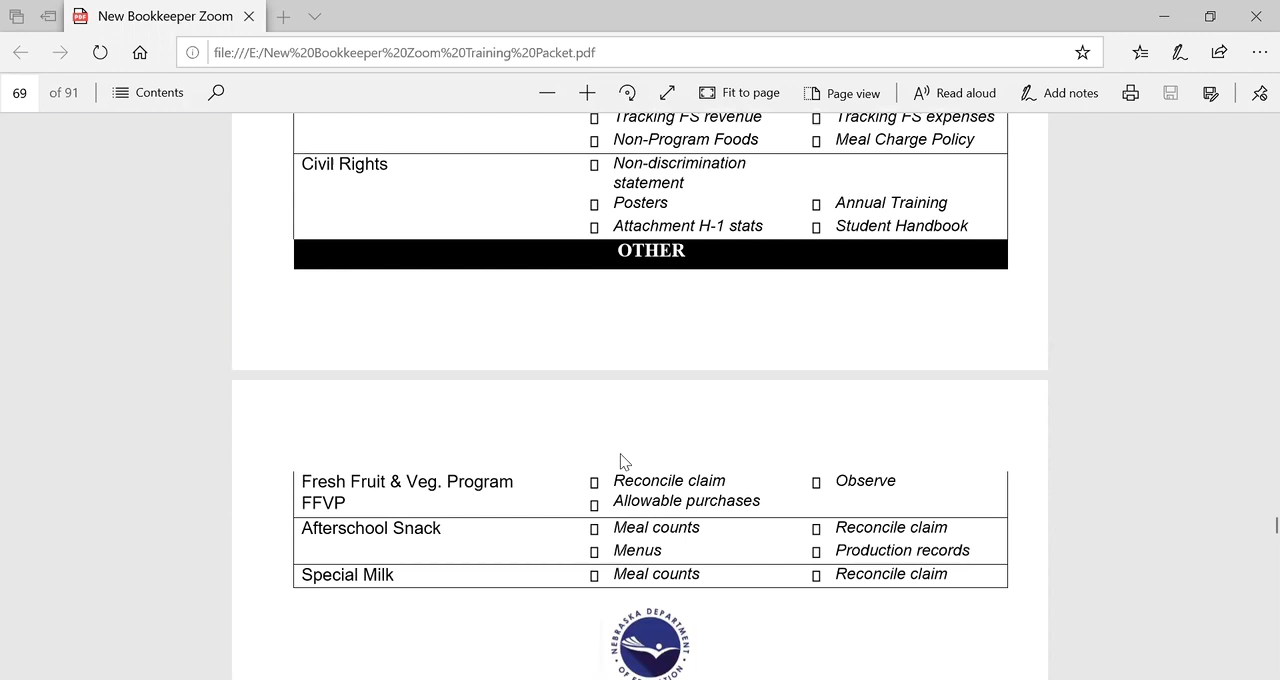 New Bookkeeper Zoom
file:///E:/New%20Bookkeeper%20Zoom%20Training%20Packet.pdf
69 of 91 Contents Fit to page Page view Read aloud Add notes
Tracking FS revenue Tracking FS expenses
Non-Program Foods Meal Charge Policy
Civil Rights Non-discrimination
statement
Posters Annual Training
Attachment H-1 stats Student Handbook
OTHER
Fresh Fruit & Veg. Program Reconcile claim Observe
FFVP Allowable purchases
Afterschool Snack Meal counts Reconcile claim
Menus Production records
Special Milk Meal counts Reconcile claim
NEBRASKA DEPARTMENT